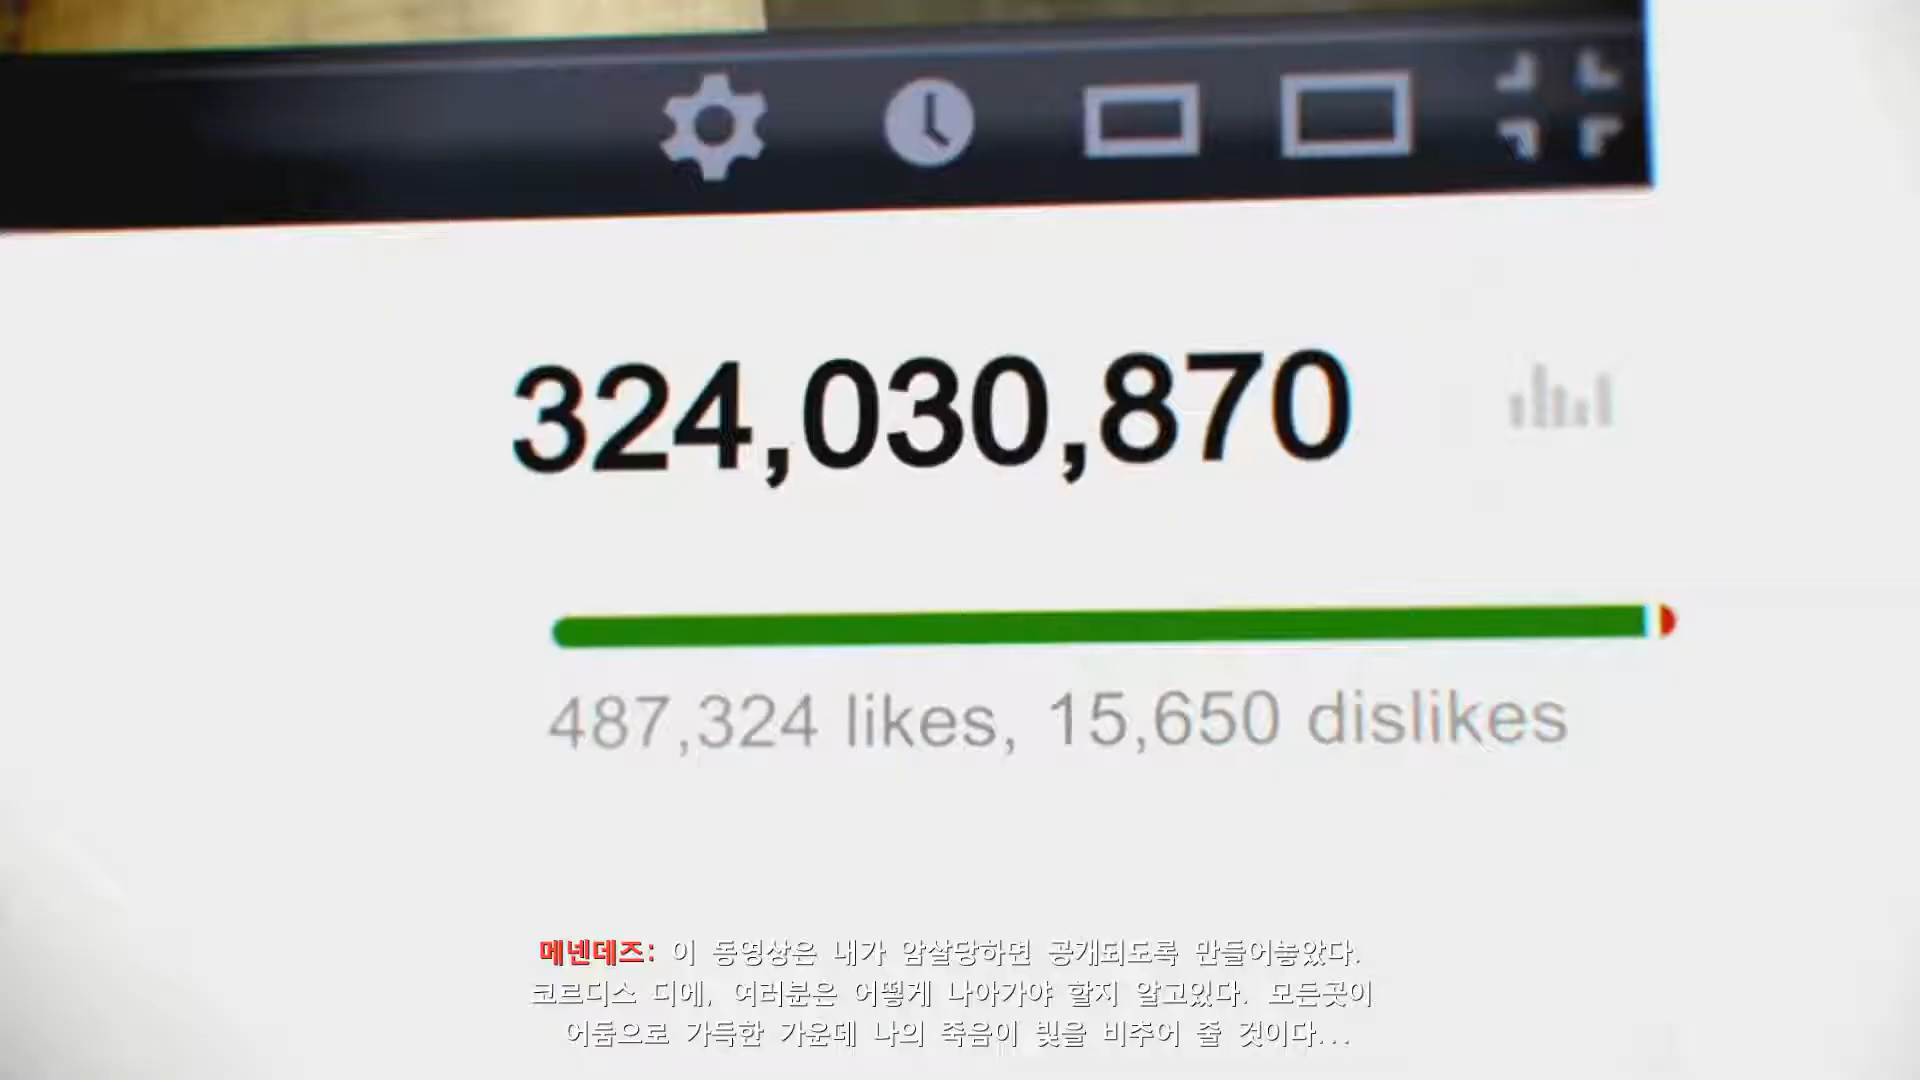 324,030,870
487,324 likes, 15,650 dislikes
메넨데즈: 이 동영상은 내가 암살당하면 공개되도록 만들어놓았다.
코르디스 디에, 여러분은 어떻게 나아가야 할지 알고있다. 모든곳이
어둠으로 가득한 가운데 나의 죽음이 빛을 비추어 줄 것이다...